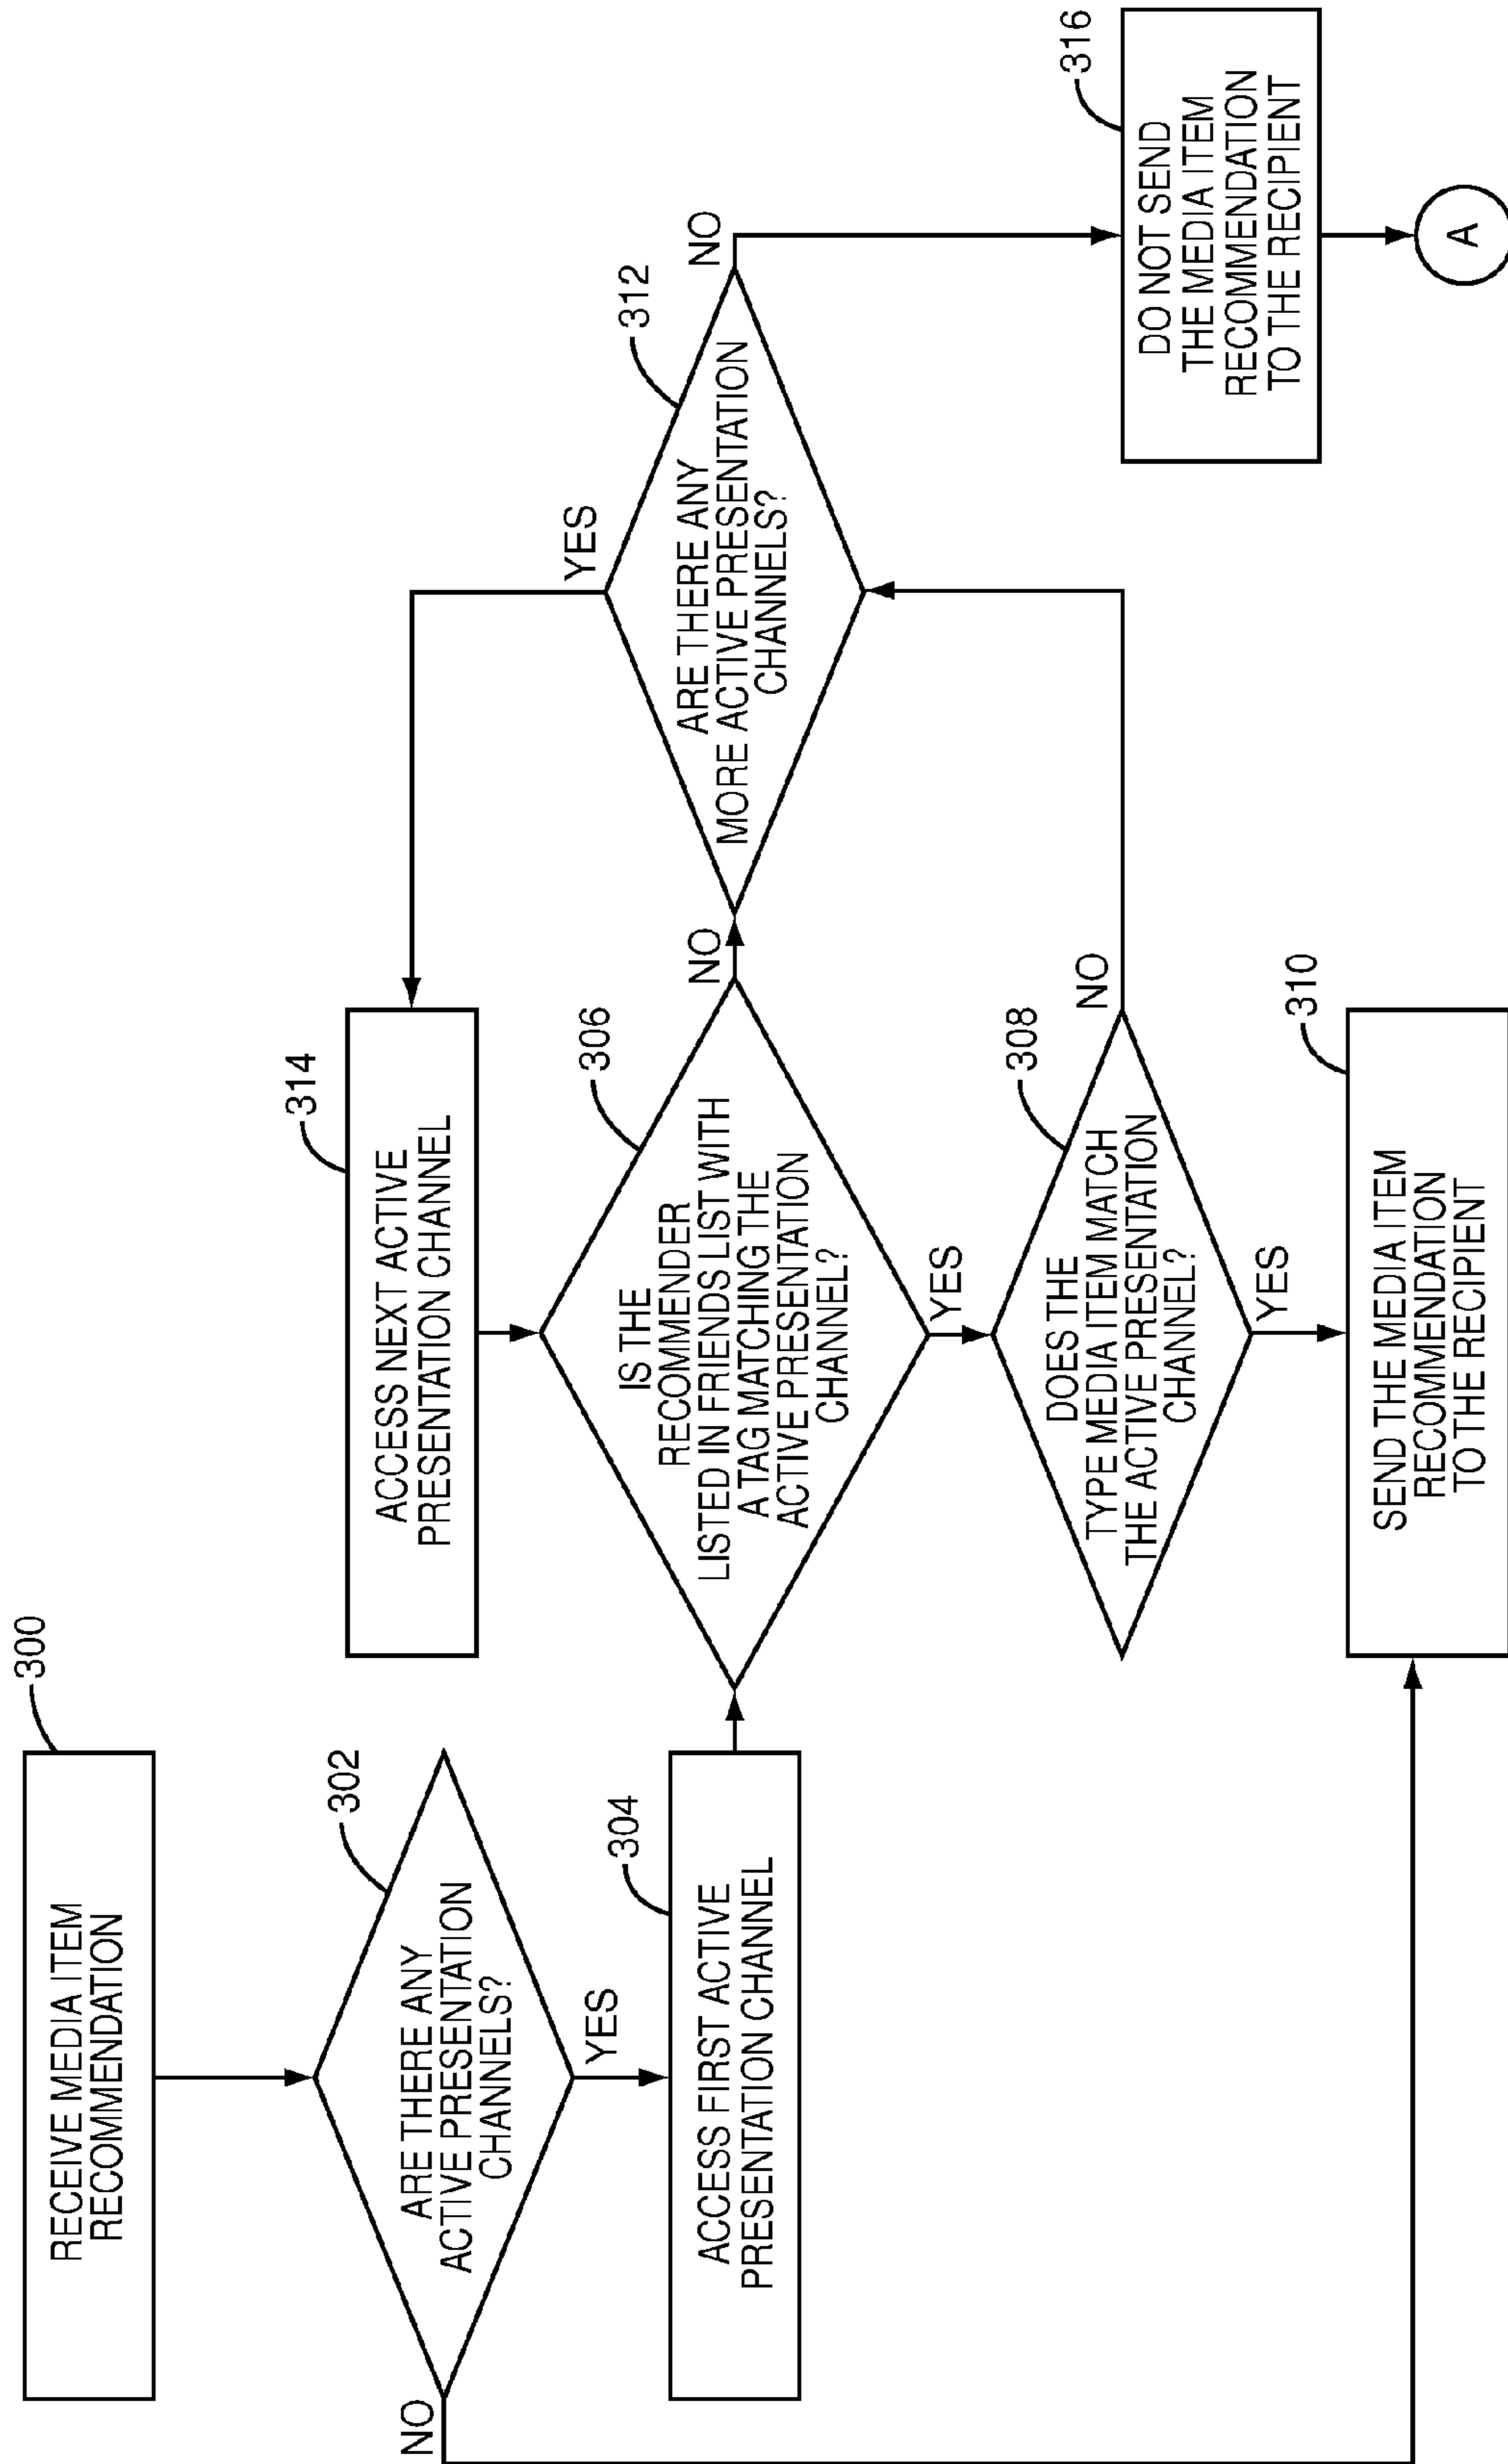 300
RECEIVE MEDIA ITEM
RECOMMENDATION
302
ARE THERE ANY
ACTIVE PRESENTATION
CHANNELS?
NO
YES
304
ACCESS FIRST ACTIVE
PRESENTATION CHANNEL
314
ACCESS NEXT ACTIVE
PRESENTATION CHANNEL
306
IS THE
RECOMMENDER
LISTED IN FRIENDS LIST WITH
A TAG MATCHING THE
ACTIVE PRESENTATION
CHANNEL?
NO
YES
308
DOES THE
TYPE MEDIA ITEM MATCH
THE ACTIVE PRESENTATION
CHANNEL?
NO
YES
310
SEND THE MEDIA ITEM
RECOMMENDATION
TO THE RECIPIENT
312
ARE THERE ANY
MORE ACTIVE PRESENTATION
CHANNELS?
YES
NO
316
DO NOT SEND
THE MEDIA ITEM
RECOMMENDATION
TO THE RECIPIENT
A